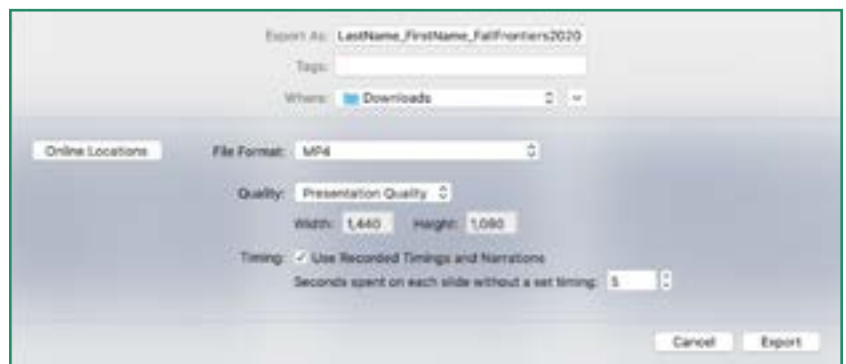 Export As: LastName_FirstName_FallFrontiers2020
Tags:
Where: Downloads
Online Locations File Format: MP4
Quality: Presentation Quality
Width: 1,440 Height: 1,080
Timing: ✓ Use Recorded Timings and Narrations
Seconds spent on each slide without a set timing: 5
Cancel Export